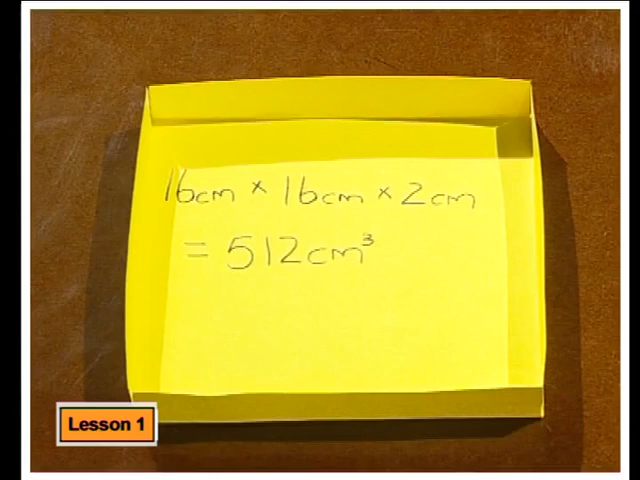 16cm × 16cm × 2cm
= 512cm³
Lesson 1